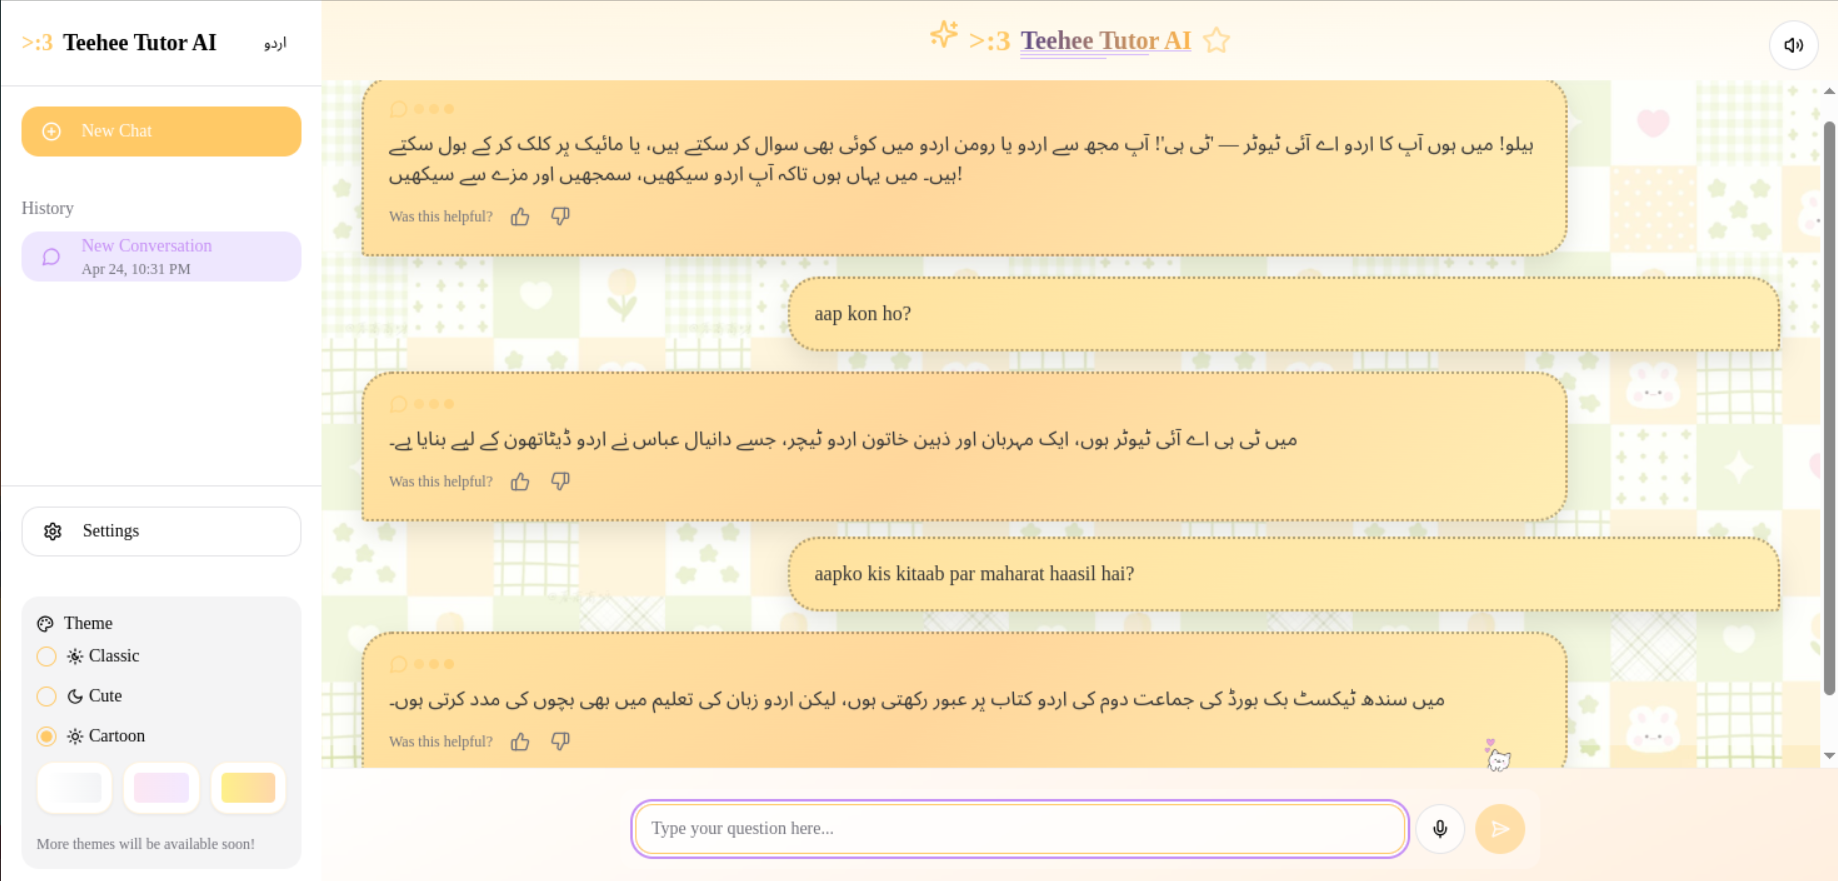 >:3 Teehee Tutor AI
اردو
New Chat
History
New Conversation
Apr 24, 10:31 PM
Settings
Theme
Classic
Cute
Cartoon
More themes will be available soon!
>:3 Teehee Tutor AI
ہیلو! میں ہوں آپ کا اردو اے آئی ٹیوٹر — 'ٹی ہی'! آپ مجھ سے اردو یا رومن اردو میں کوئی بھی سوال کر سکتے ہیں، یا مائیک پر کلک کر کے بول سکتے
ہیں۔ میں یہاں ہوں تاکہ آپ اردو سیکھیں، سمجھیں اور مزے سے سیکھیں!
Was this helpful?
aap kon ho?
میں ٹی ہی اے آئی ٹیوٹر ہوں، ایک مہربان اور ذہین خاتون اردو ٹیچر، جسے دانیال عباس نے اردو ڈیٹاتھون کے لیے بنایا ہے۔
Was this helpful?
aapko kis kitaab par maharat haasil hai?
میں سندھ ٹیکسٹ بک بورڈ کی جماعت دوم کی اردو کتاب پر عبور رکھتی ہوں، لیکن اردو زبان کی تعلیم میں بھی بچوں کی مدد کرتی ہوں۔
Was this helpful?
Type your question here...